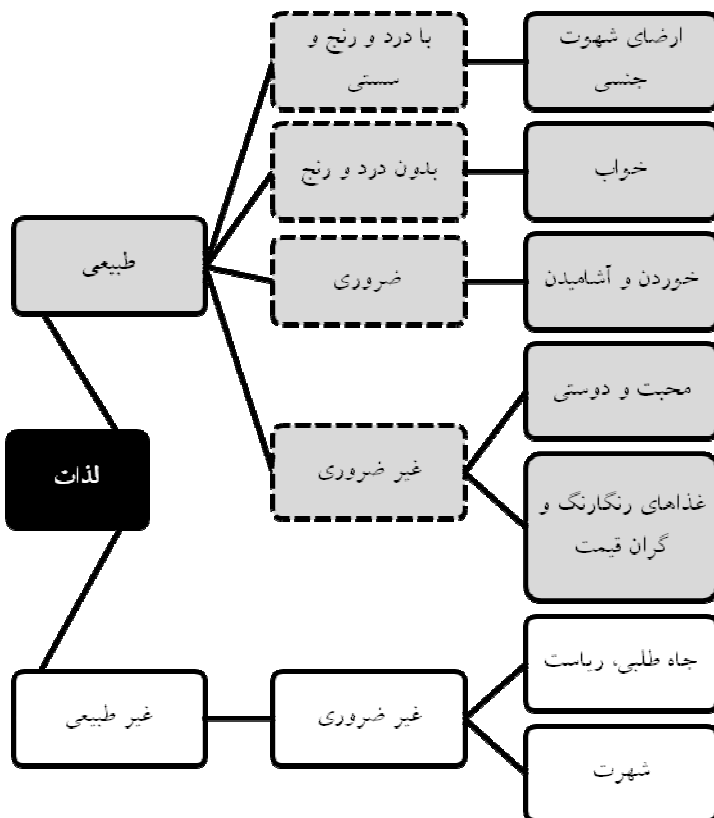 لذات
طبیعی
با درد و رنج و
سستی
ارضای شهوت
جنسی
بدون درد و رنج
خواب
ضروری
خوردن و آشامیدن
غیر ضروری
محبت و دوستی
غذاهای رنگارنگ و
گران قیمت
غیر طبیعی
غیر ضروری
جاه طلبی، ریاست
شهرت